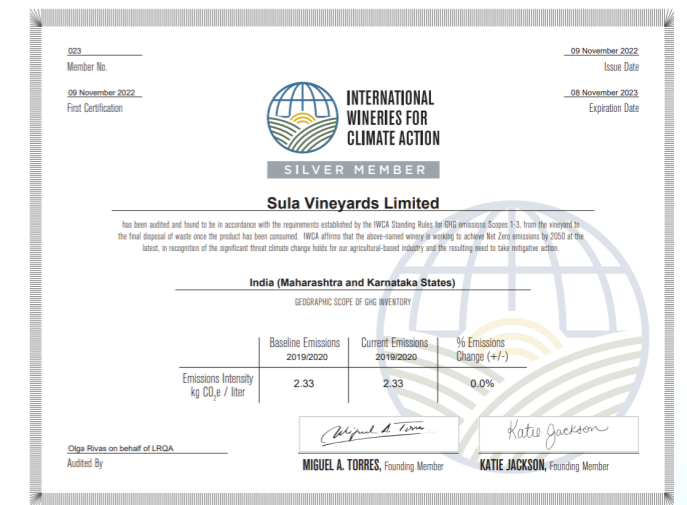 023
Member No.
09 November 2022
First Certification
09 November 2022
Issue Date
08 November 2023
Expiration Date
INTERNATIONAL
WINERIES FOR
CLIMATE ACTION
SILVER MEMBER
Sula Vineyards Limited
has been audited and found to be in accordance with the requirements established by the IWCA Standing Rules for GHG emissions Scopes 1-3, from the vineyard to
the final disposal of waste once the product has been consumed. IWCA affirms that the above-named winery is working to achieve Net Zero emissions by 2050 at the
latest, in recognition of the significant threat climate change holds for our agricultural-based industry and the resulting need to take mitigative action.
India (Maharashtra and Karnataka States)
GEOGRAPHIC SCOPE OF GHG INVENTORY
Baseline Emissions Current Emissions % Emissions
2019/2020 2019/2020 Change (+/-)
Emissions Intensity
kg CO₂e / liter 2.33 2.33 0.0%
Miguel A. Torres
Katie Jackson
Olga Rivas on behalf of LRQA
Audited By
MIGUEL A. TORRES, Founding Member
KATIE JACKSON, Founding Member